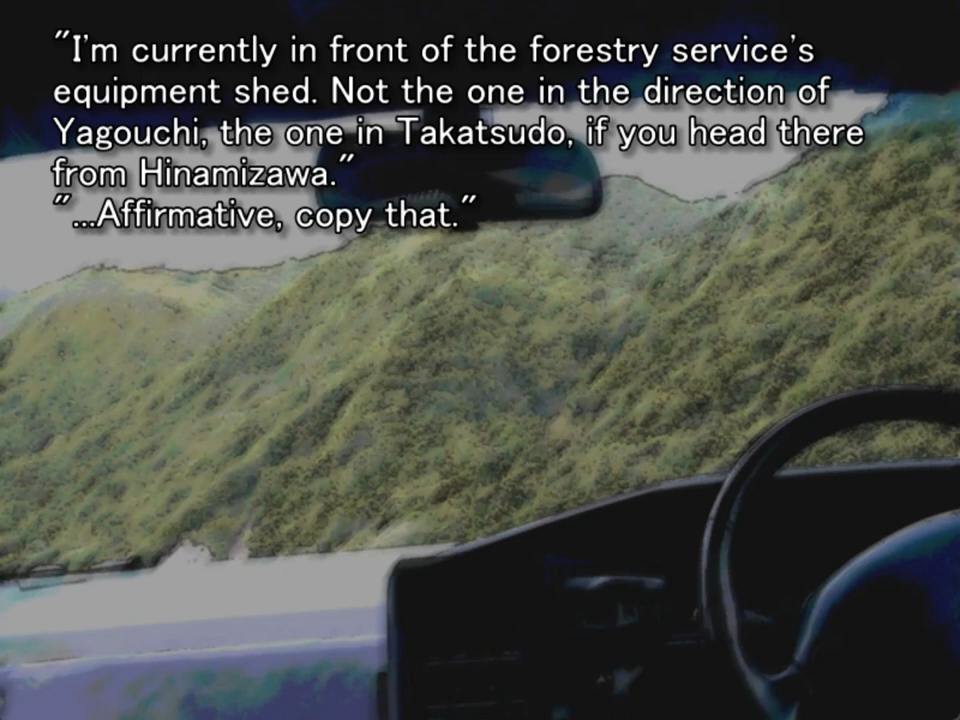 "I'm currently in front of the forestry service's
equipment shed. Not the one in the direction of
Yagouchi, the one in Takatsudo, if you head there
from Hinamizawa."
"...Affirmative, copy that."